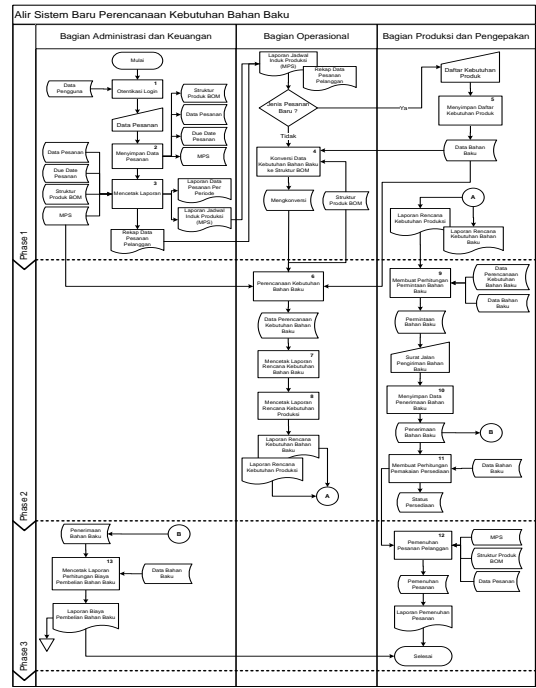 Alir Sistem Baru Perencanaan Kebutuhan Bahan Baku
Bagian Administrasi dan Keuangan
Bagian Operasional
Bagian Produksi dan Pengepakan
Phase 1
Mulai
1
Otentikasi Login
Data
Pengguna
Data Pesanan
2
Menyimpan Data
Pesanan
Struktur
Produk BOM
Data Pesanan
Due Date
Pesanan
MPS
Data Pesanan
Due Date
Pesanan
Struktur
Produk BOM
MPS
3
Mencetak Laporan
Laporan Data
Pesanan Per
Periode
Laporan Jadwal
Induk Produksi
(MPS)
Rekap Data
Pesanan
Pelanggan
Laporan Jadwal
Induk Produksi
(MPS)
Rekap Data
Pesanan
Pelanggan
Jenis Pesanan
Baru ?
Ya
Tidak
4
Konversi Data
Kebutuhan Bahan Baku
ke Struktur BOM
Mengkonversi
Struktur
Produk BOM
Daftar Kebutuhan
Produk
5
Menyimpan Daftar
Kebutuhan Produk
Data Bahan
Baku
A
Laporan Rencana
Kebutuhan Produksi
Laporan Rencana
Kebutuhan Bahan
Baku
Phase 2
6
Perencanaan Kebutuhan
Bahan Baku
Data Perencanaan
Kebutuhan Bahan
Baku
7
Mencetak Laporan
Rencana Kebutuhan
Bahan Baku
8
Mencetak Laporan
Rencana Kebutuhan
Produksi
Laporan Rencana
Kebutuhan Bahan
Baku
Laporan Rencana
Kebutuhan Produksi
A
9
Membuat Perhitungan
Permintaan Bahan
Baku
Data
Perencanaan
Kebutuhan
Bahan Baku
Data Bahan
Baku
Permintaan
Bahan Baku
Surat Jalan
Pengiriman Bahan
Baku
10
Menyimpan Data
Penerimaan Bahan
Baku
Penerimaan
Bahan Baku
B
11
Membuat Perhitungan
Pemakaian Persediaan
Data Bahan
Baku
Status
Persediaan
Phase 3
Penerimaan
Bahan Baku
B
13
Mencetak Laporan
Perhitungan Biaya
Pembelian Bahan Baku
Data Bahan
Baku
Laporan Biaya
Pembelian Bahan Baku
12
Pemenuhan
Pesanan Pelanggan
MPS
Struktur Produk
BOM
Data Pesanan
Pemenuhan
Pesanan
Laporan Pemenuhan
Pesanan
Selesai